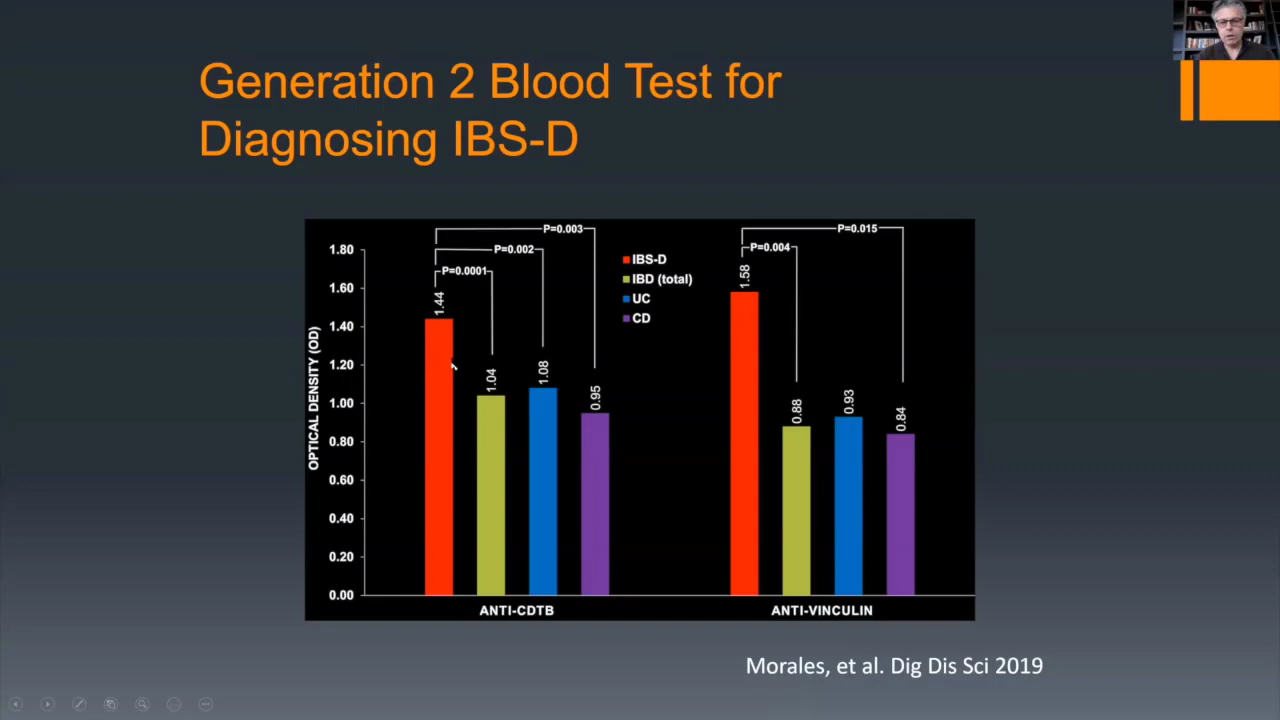 Generation 2 Blood Test for
Diagnosing IBS-D
P=0.003
P=0.002
P=0.0001
P=0.015
P=0.004
IBS-D
IBD (total)
UC
CD
OPTICAL DENSITY (OD)
1.80
1.60
1.40
1.20
1.00
0.80
0.60
0.40
0.20
0.00
1.44
1.04
1.08
0.95
1.58
0.88
0.93
0.84
ANTI-CDTB
ANTI-VINCULIN
Morales, et al. Dig Dis Sci 2019